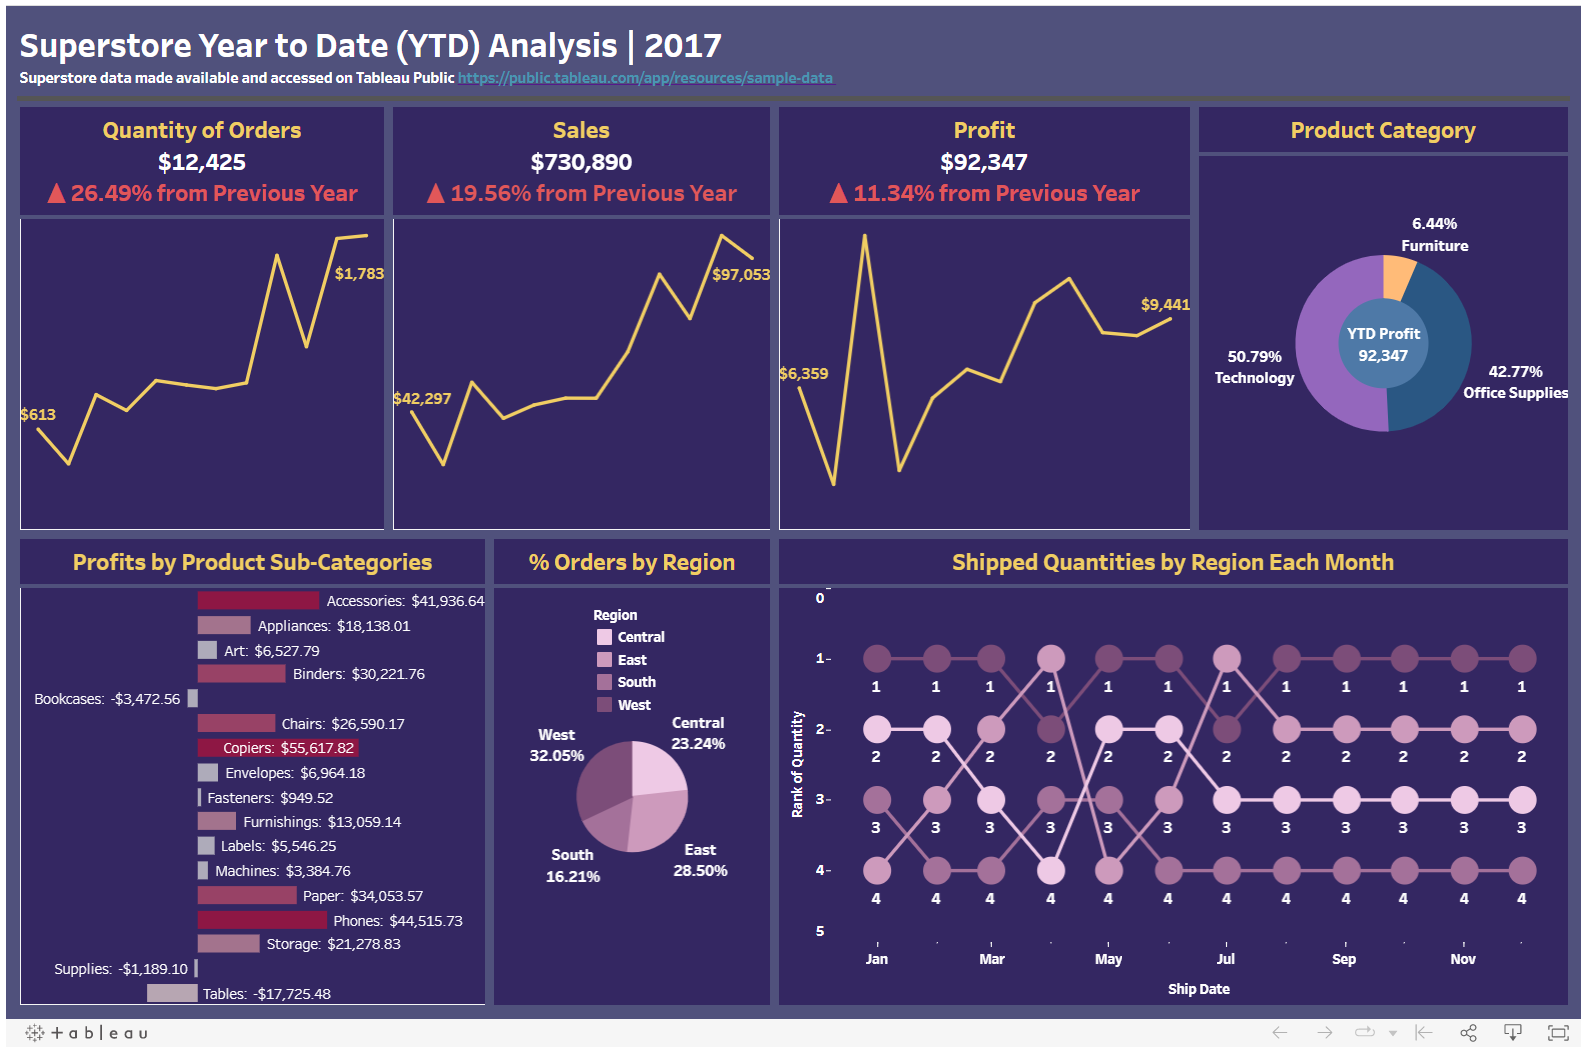 Superstore Year to Date (YTD) Analysis | 2017
Superstore data made available and accessed on Tableau Public https://public.tableau.com/app/resources/sample-data
Quantity of Orders
$12,425
▲ 26.49% from Previous Year
$613
$1,783
Sales
$730,890
▲ 19.56% from Previous Year
$42,297
$97,053
Profit
$92,347
▲ 11.34% from Previous Year
$6,359
$9,441
Product Category
6.44%
Furniture
YTD Profit
92,347
50.79%
Technology
42.77%
Office Supplies
Profits by Product Sub-Categories
Accessories: $41,936.64
Appliances: $18,138.01
Art: $6,527.79
Binders: $30,221.76
Bookcases: -$3,472.56
Chairs: $26,590.17
Copiers: $55,617.82
Envelopes: $6,964.18
Fasteners: $949.52
Furnishings: $13,059.14
Labels: $5,546.25
Machines: $3,384.76
Paper: $34,053.57
Phones: $44,515.73
Storage: $21,278.83
Supplies: -$1,189.10
Tables: -$17,725.48
% Orders by Region
Region
Central
East
South
West
Central
23.24%
West
32.05%
East
28.50%
South
16.21%
Shipped Quantities by Region Each Month
Rank of Quantity
0
1
1 1 1 1 1 1 1 1 1 1 1 1
2
2 2 2 2 2 2 2 2 2 2 2 2
3
3 3 3 3 3 3 3 3 3 3 3 3
4
4 4 4 4 4 4 4 4 4 4 4 4
5
Jan Mar May Jul Sep Nov
Ship Date
+ableau